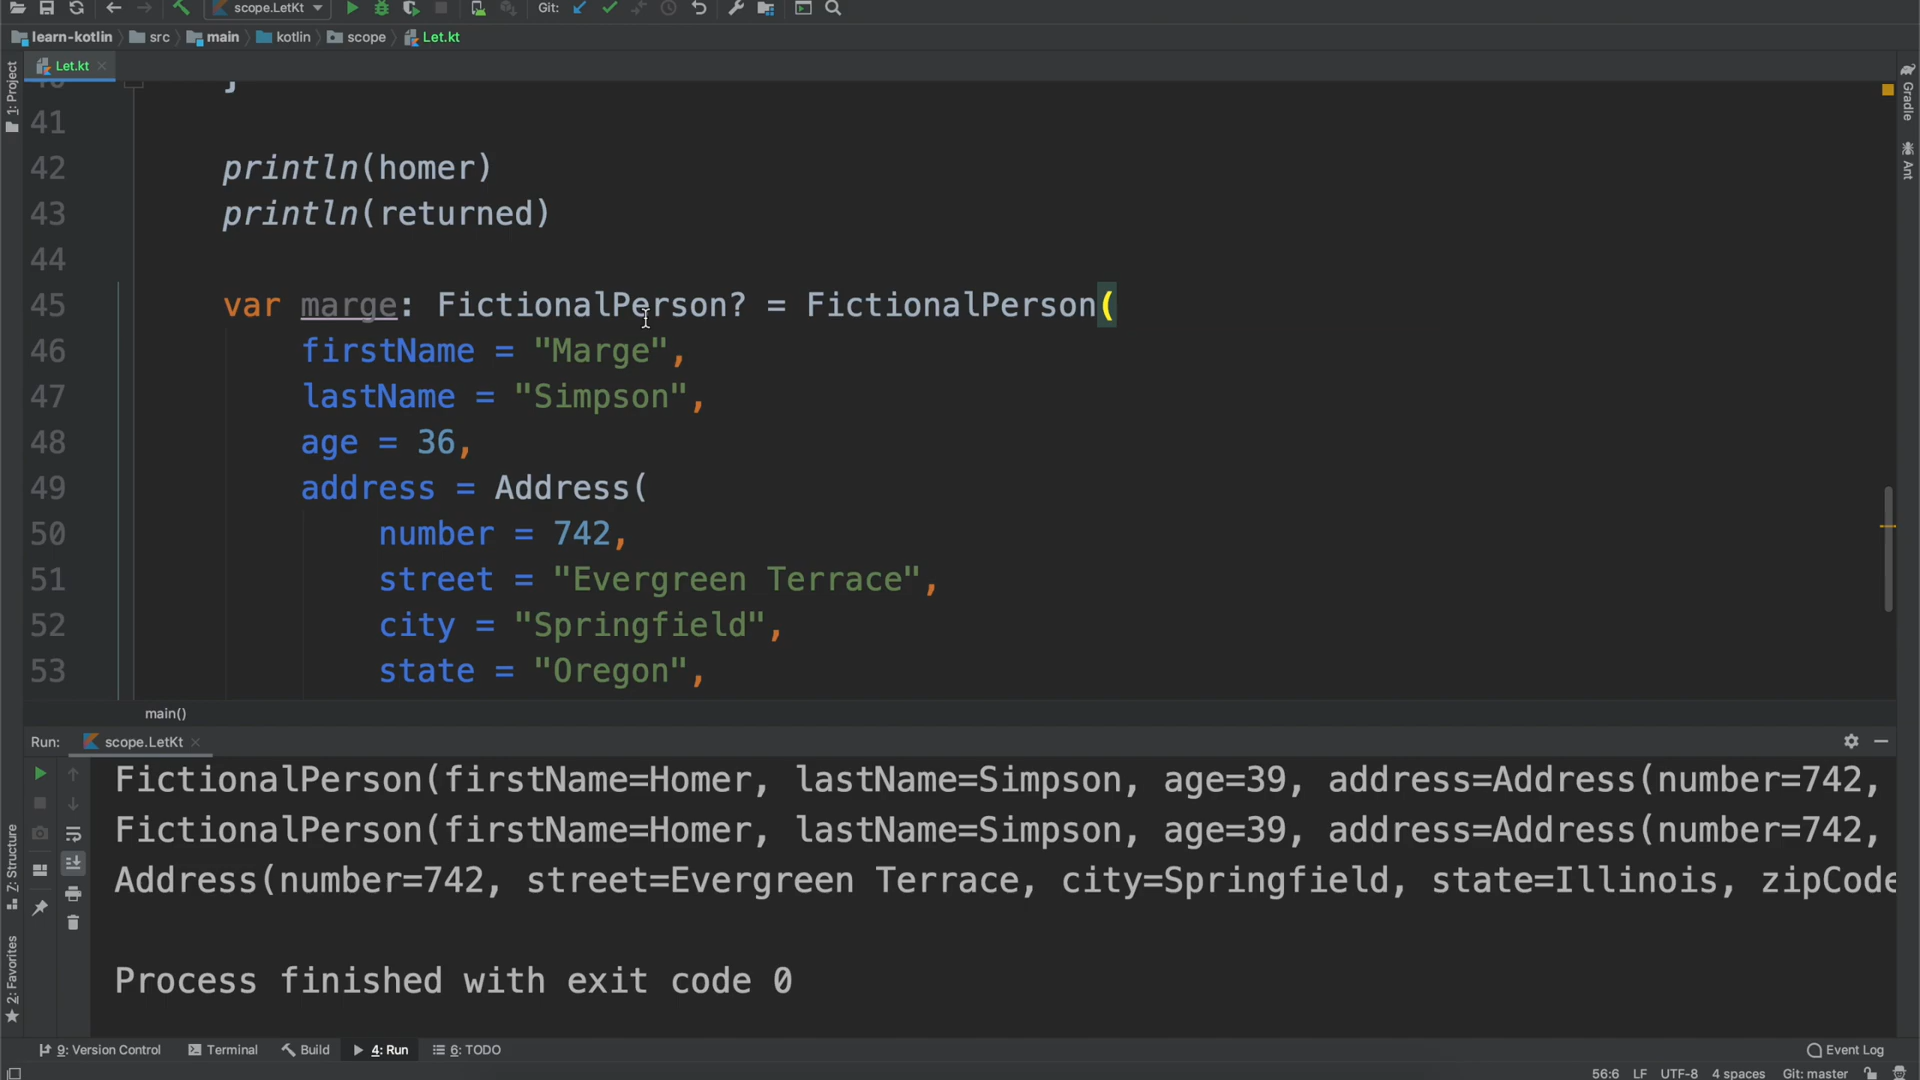 scope.LetKt
Git:
learn-kotlin
src
main
kotlin
scope
Let.kt
Let.kt
1: Project
Gradle
Ant
41
42 println(homer)
43 println(returned)
44
45 var marge: FictionalPerson? = FictionalPerson(
46 firstName = "Marge",
47 lastName = "Simpson",
48 age = 36,
49 address = Address(
50 number = 742,
51 street = "Evergreen Terrace",
52 city = "Springfield",
53 state = "Oregon",
main()
Run: scope.LetKt
FictionalPerson(firstName=Homer, lastName=Simpson, age=39, address=Address(number=742,
FictionalPerson(firstName=Homer, lastName=Simpson, age=39, address=Address(number=742,
Address(number=742, street=Evergreen Terrace, city=Springfield, state=Illinois, zipCode
Process finished with exit code 0
7: Structure
2: Favorites
9: Version Control
Terminal
Build
4: Run
6: TODO
Event Log
56:6 LF UTF-8 4 spaces Git: master